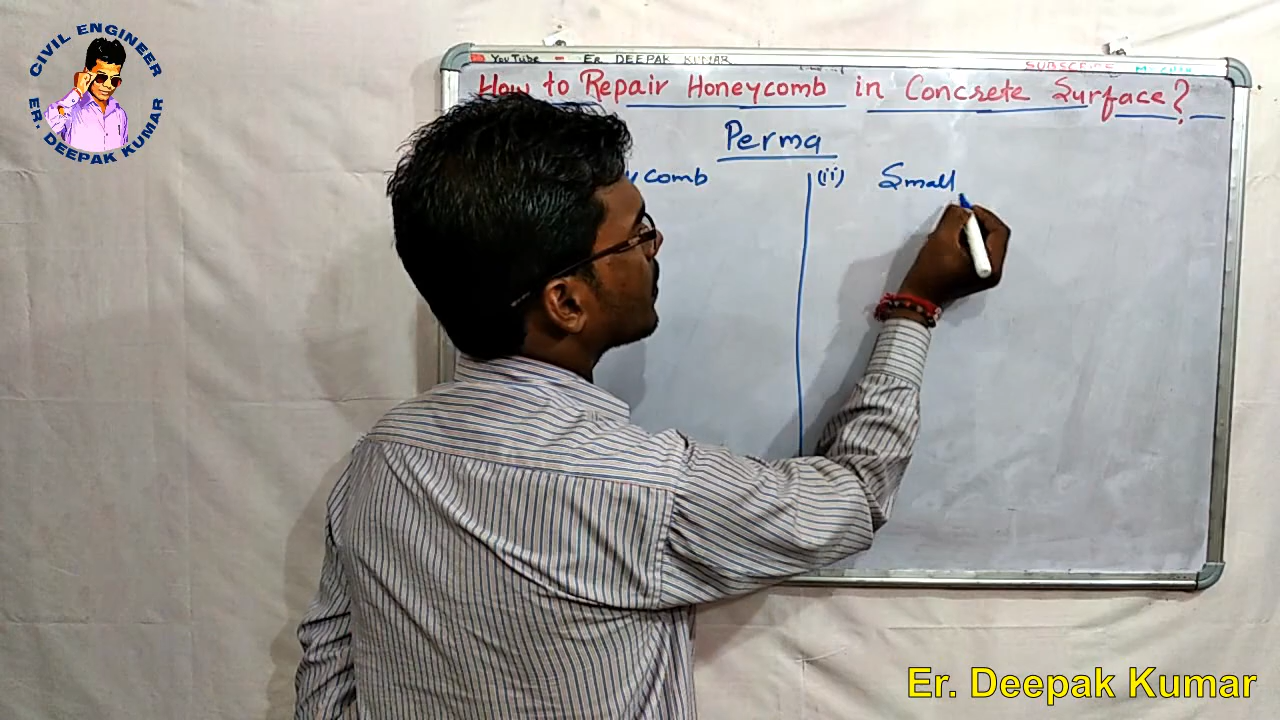 CIVIL ENGINEER
ER. DEEPAK KUMAR
YouTube - Er. DEEPAK KUMAR SUBSCRIBE
How to Repair Honeycomb in Concrete Surface?
Perma
comb (ii) Small
Er. Deepak Kumar